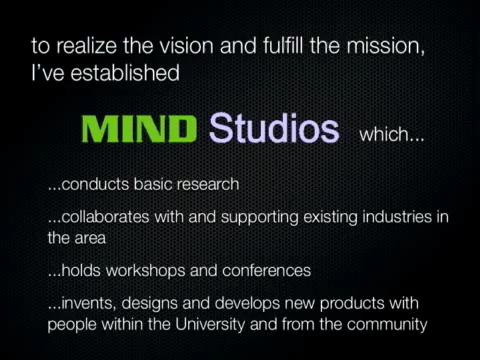 to realize the vision and fulfill the mission,
I've established
MIND Studios which...
...conducts basic research
...collaborates with and supporting existing industries in
the area
...holds workshops and conferences
...invents, designs and develops new products with
people within the University and from the community